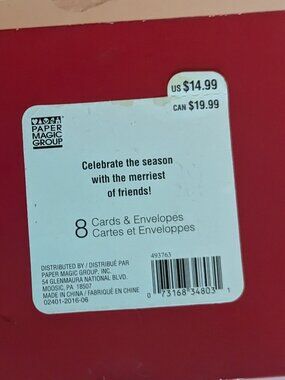 US $14.99
CAN $19.99
PAPER
MAGIC
GROUP
Celebrate the season
with the merriest
of friends!
8 Cards & Envelopes
Cartes et Enveloppes
DISTRIBUTED BY / DISTRIBUÉ PAR
PAPER MAGIC GROUP, INC.
54 GLENMAURA NATIONAL BLVD.
MOOSIC, PA 18507
MADE IN CHINA / FABRIQUÉ EN CHINE
02401-2016-06
493763
0 73168 34803 1